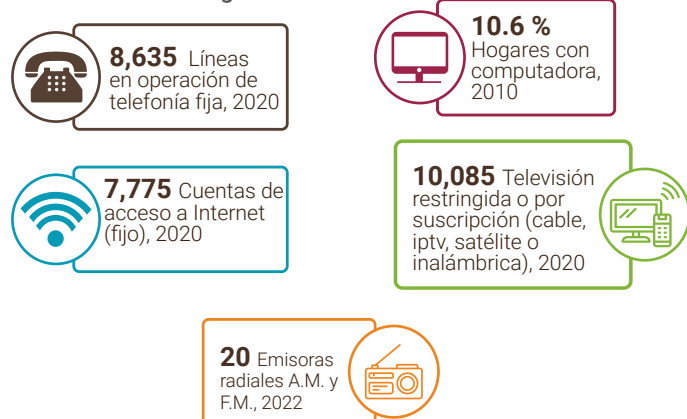 8,635 Líneas
en operación de
telefonía fija, 2020
10.6 %
Hogares con
computadora,
2010
7,775 Cuentas de
acceso a Internet
(fijo), 2020
10,085 Televisión
restringida o por
suscripción (cable,
iptv, satélite o
inalámbrica), 2020
20 Emisoras
radiales A.M. y
F.M., 2022